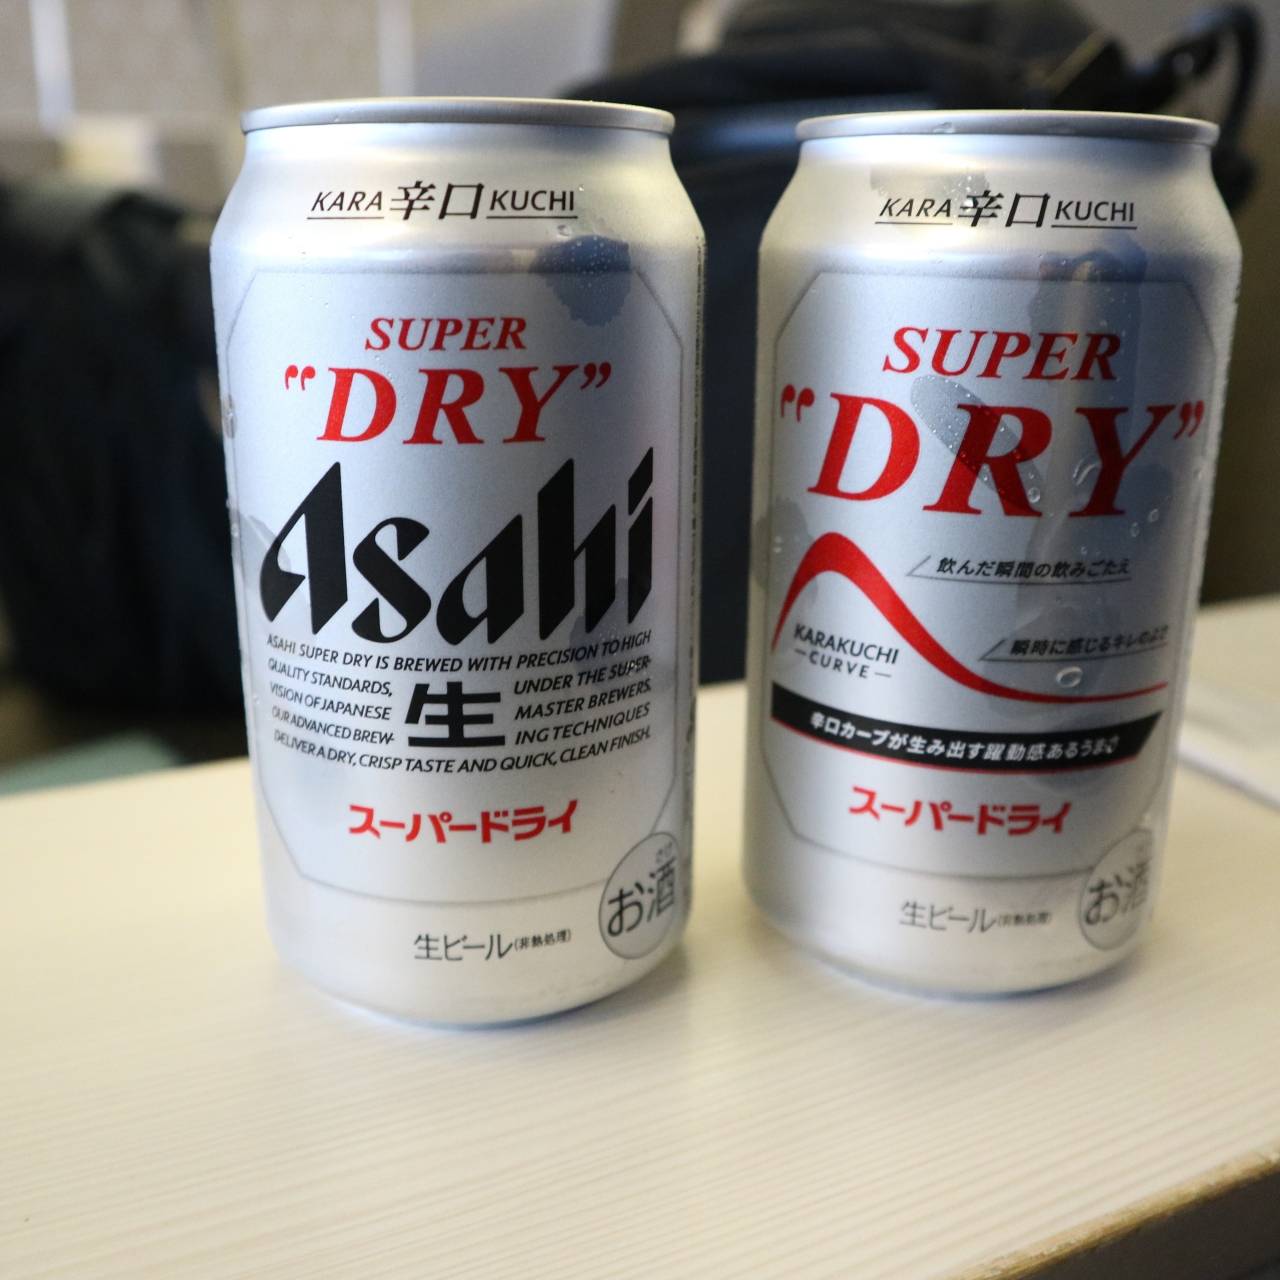 KARA 辛口 KUCHI
SUPER
"DRY"
Asahi
ASAHI SUPER DRY IS BREWED WITH PRECISION TO HIGH
QUALITY STANDARDS, UNDER THE SUPER-
VISION OF JAPANESE MASTER BREWERS.
OUR ADVANCED BREW- ING TECHNIQUES
DELIVER A DRY, CRISP TASTE AND QUICK, CLEAN FINISH.
生
スーパードライ
お酒
さけ
生ビール(非熱処理)
KARA 辛口 KUCHI
SUPER
"DRY"
飲んだ瞬間の飲みごたえ
瞬時に感じるキレのよさ
KARAKUCHI
—CURVE—
辛口カーブが生み出す躍動感あるうまさ
スーパードライ
お酒
生ビール(非熱処理)